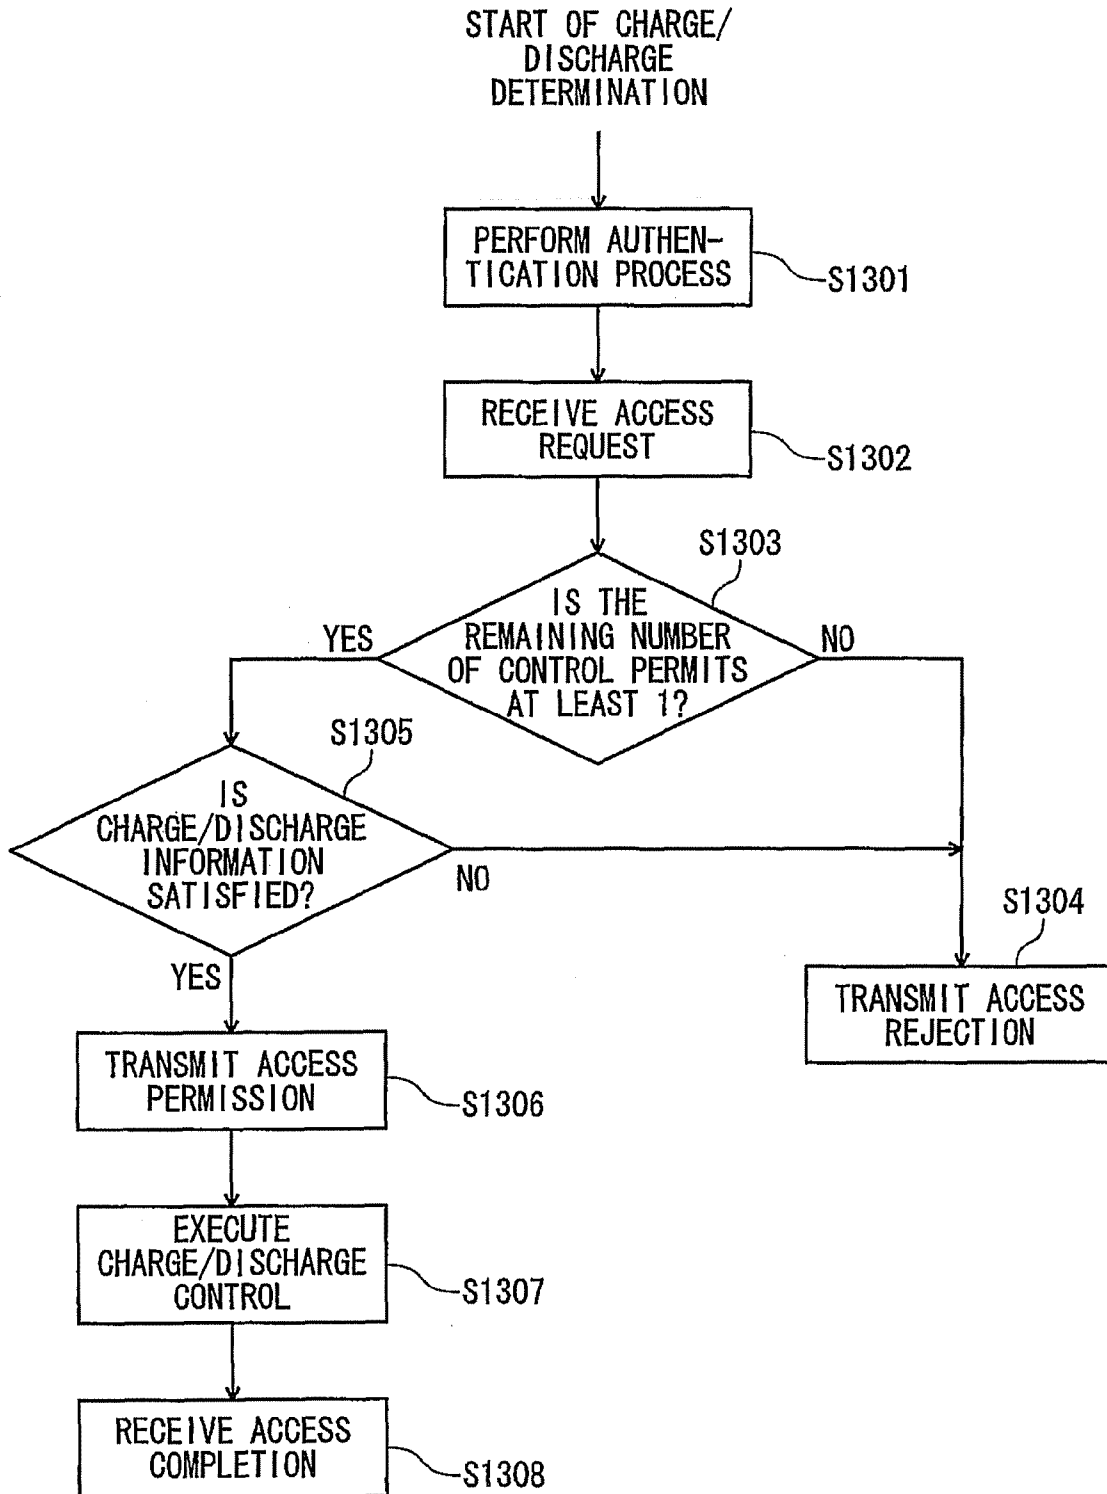 START OF CHARGE/
DISCHARGE
DETERMINATION
PERFORM AUTHEN-
TICATION PROCESS
S1301
RECEIVE ACCESS
REQUEST
S1302
S1303
IS THE
REMAINING NUMBER
OF CONTROL PERMITS
AT LEAST 1?
YES
NO
S1305
IS
CHARGE/DISCHARGE
INFORMATION
SATISFIED?
NO
YES
S1304
TRANSMIT ACCESS
REJECTION
TRANSMIT ACCESS
PERMISSION
S1306
EXECUTE
CHARGE/DISCHARGE
CONTROL
S1307
RECEIVE ACCESS
COMPLETION
S1308